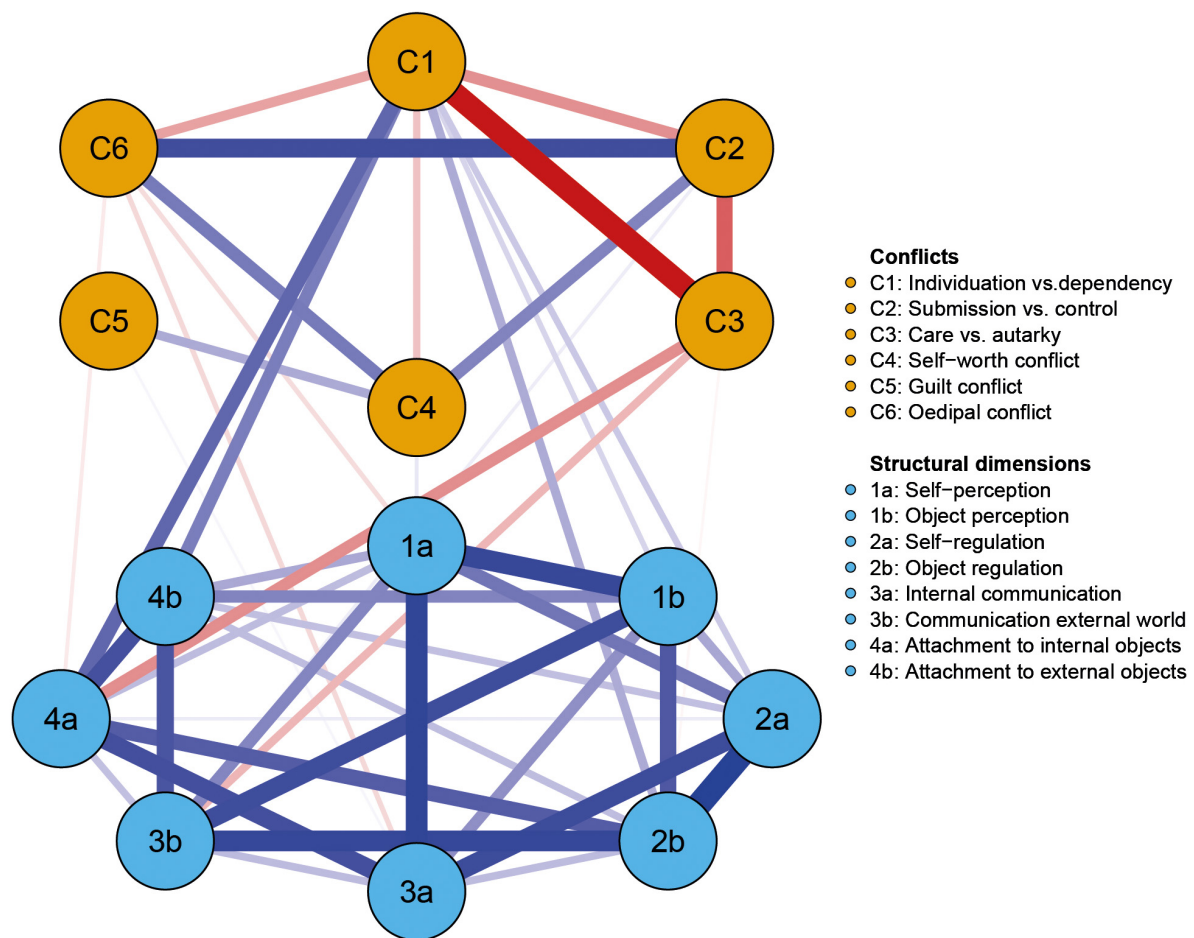 C1
C6
C2
C5
C3
C4
1a
4b
1b
4a
2a
3b
2b
3a
Conflicts
C1: Individuation vs.dependency
C2: Submission vs. control
C3: Care vs. autarky
C4: Self−worth conflict
C5: Guilt conflict
C6: Oedipal conflict
Structural dimensions
1a: Self−perception
1b: Object perception
2a: Self−regulation
2b: Object regulation
3a: Internal communication
3b: Communication external world
4a: Attachment to internal objects
4b: Attachment to external objects